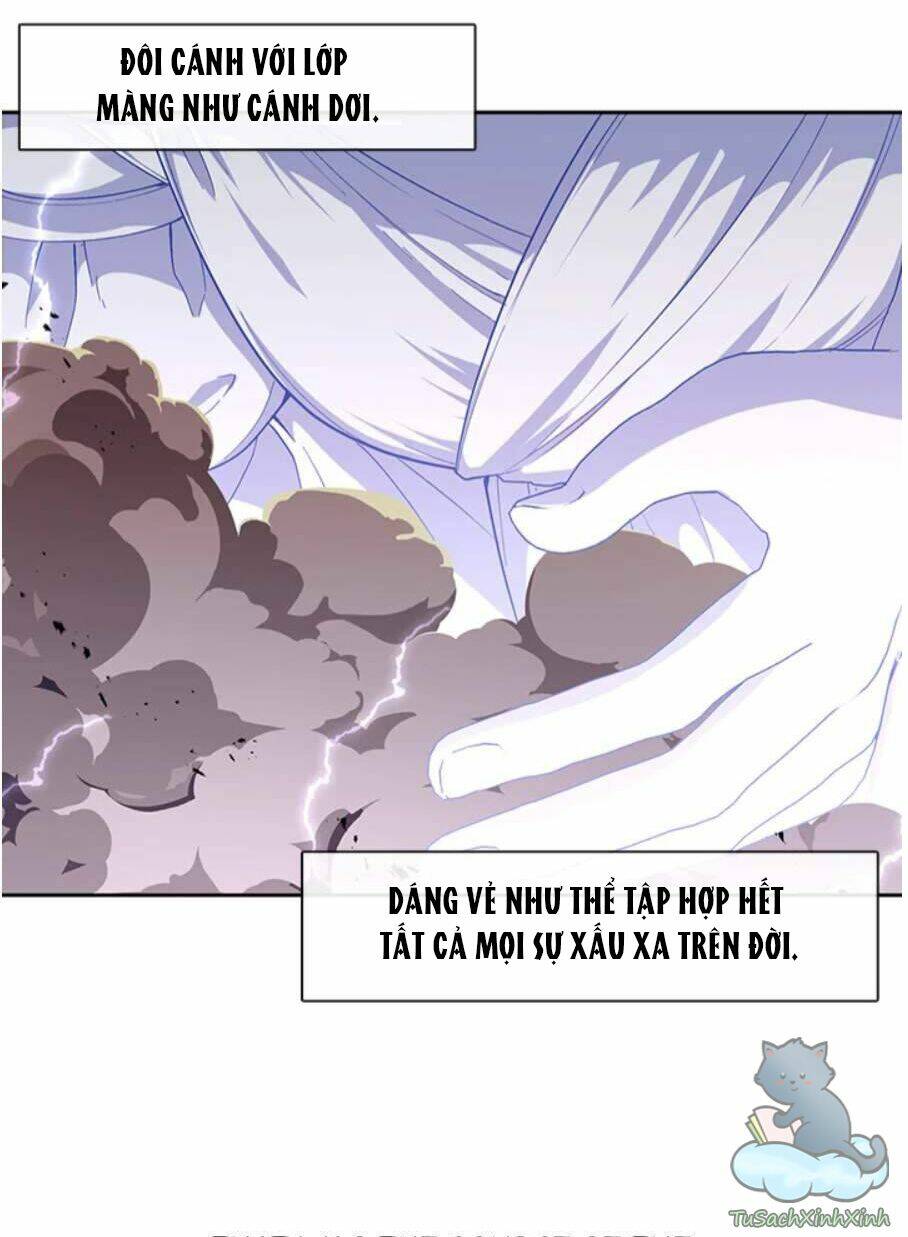 ĐÔI CÁNH VỚI LỚP
MÀNG NHƯ CÁNH DƠI.
DÁNG VẺ NHƯ THỂ TẬP HỢP HẾT
TẤT CẢ MỌI SỰ XẤU XA TRÊN ĐỜI.
TuSachXinhXinh